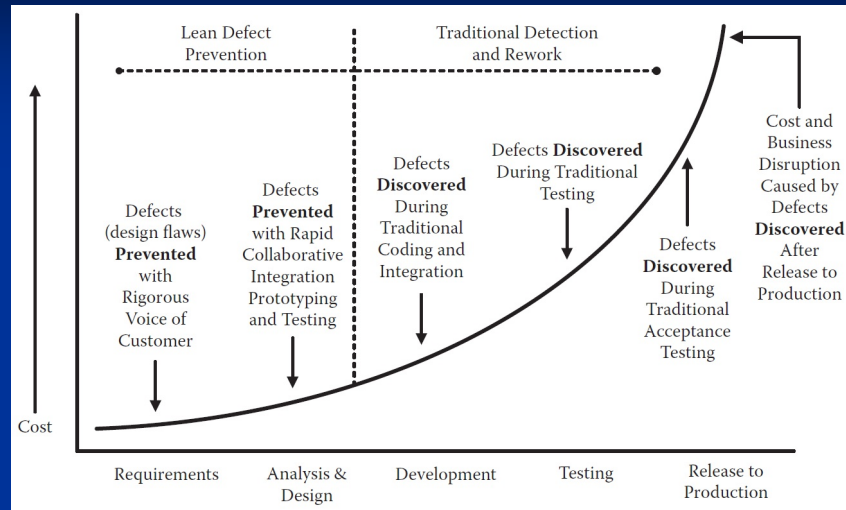 Lean Defect
Prevention
Traditional Detection
and Rework
Defects
(design flaws)
Prevented
with
Rigorous
Voice of
Customer
Defects
Prevented
with Rapid
Collaborative
Integration
Prototyping
and Testing
Defects
Discovered
During
Traditional
Coding and
Integration
Defects Discovered
During Traditional
Testing
Defects
Discovered
During
Traditional
Acceptance
Testing
Cost and
Business
Disruption
Caused by
Defects
Discovered
After
Release to
Production
Cost
Requirements
Analysis &
Design
Development
Testing
Release to
Production